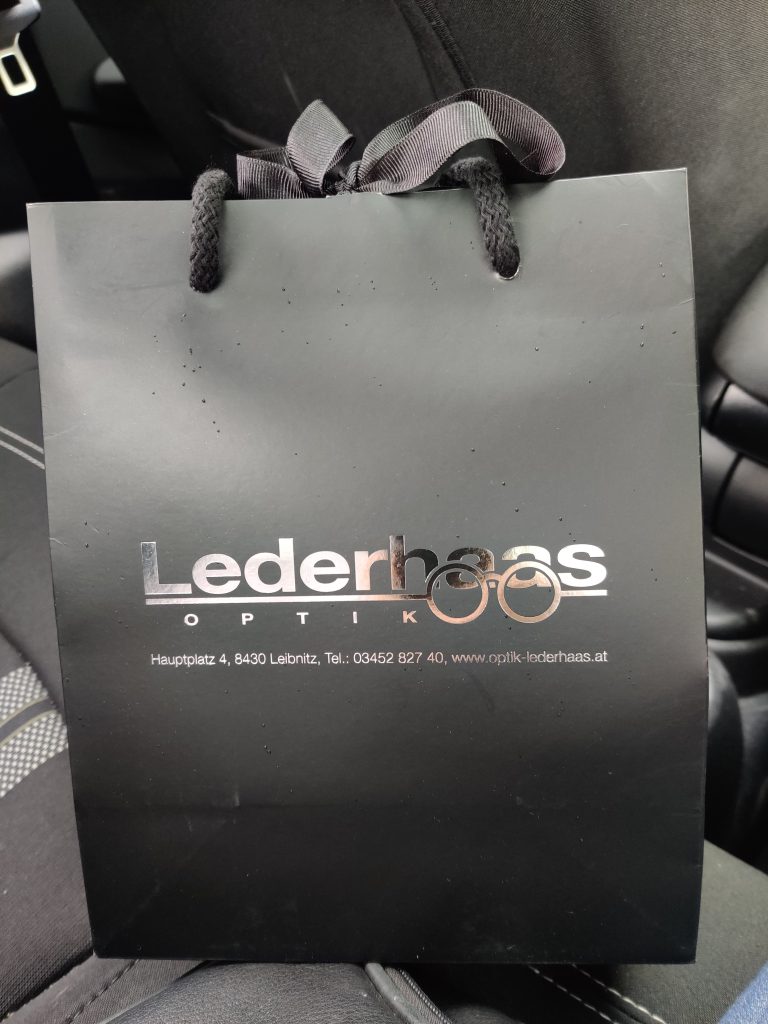 Lederhaas
OPTIK
Hauptplatz 4, 8430 Leibnitz, Tel.: 03452 827 40, www.optik-lederhaas.at